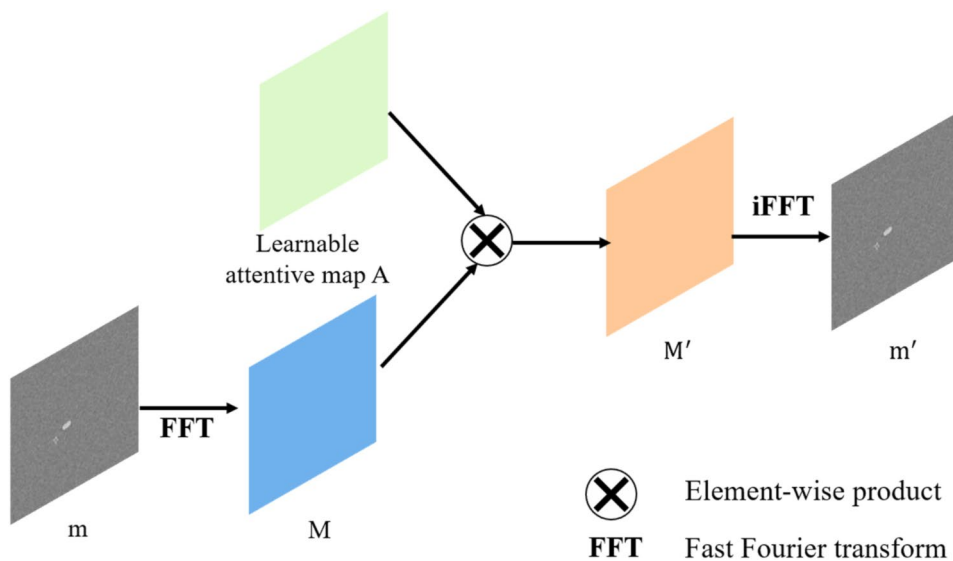 Learnable
attentive map A
iFFT
M′
m′
FFT
m
M
Element-wise product
FFT Fast Fourier transform